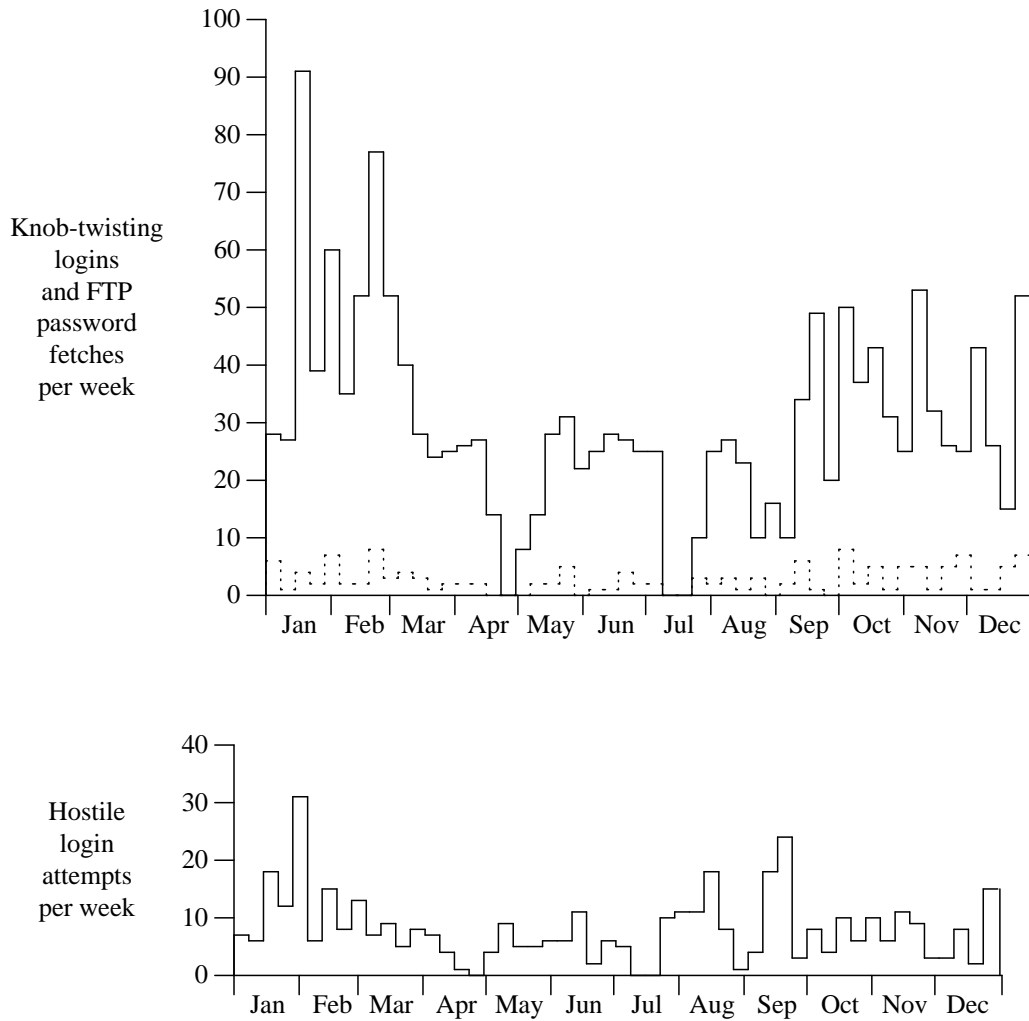 100
90
80
70
60
50
40
30
20
10
0
Knob-twisting
logins
and FTP
password
fetches
per week
Jan Feb Mar Apr May Jun Jul Aug Sep Oct Nov Dec
40
30
20
10
0
Hostile
login
attempts
per week
Jan Feb Mar Apr May Jun Jul Aug Sep Oct Nov Dec